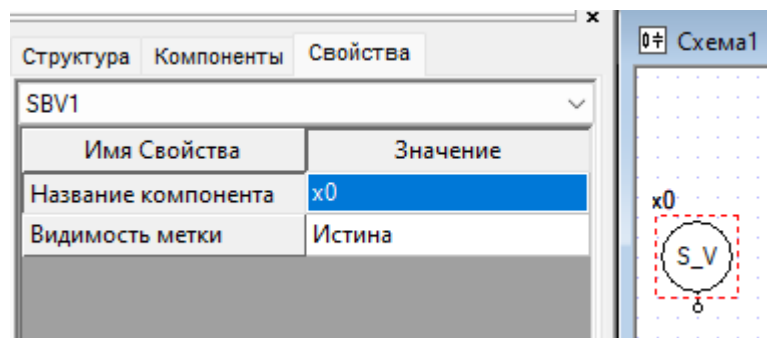 Структура Компоненты Свойства
SBV1
Имя Свойства Значение
Название компонента x0
Видимость метки Истина
Схема1
x0
S_V